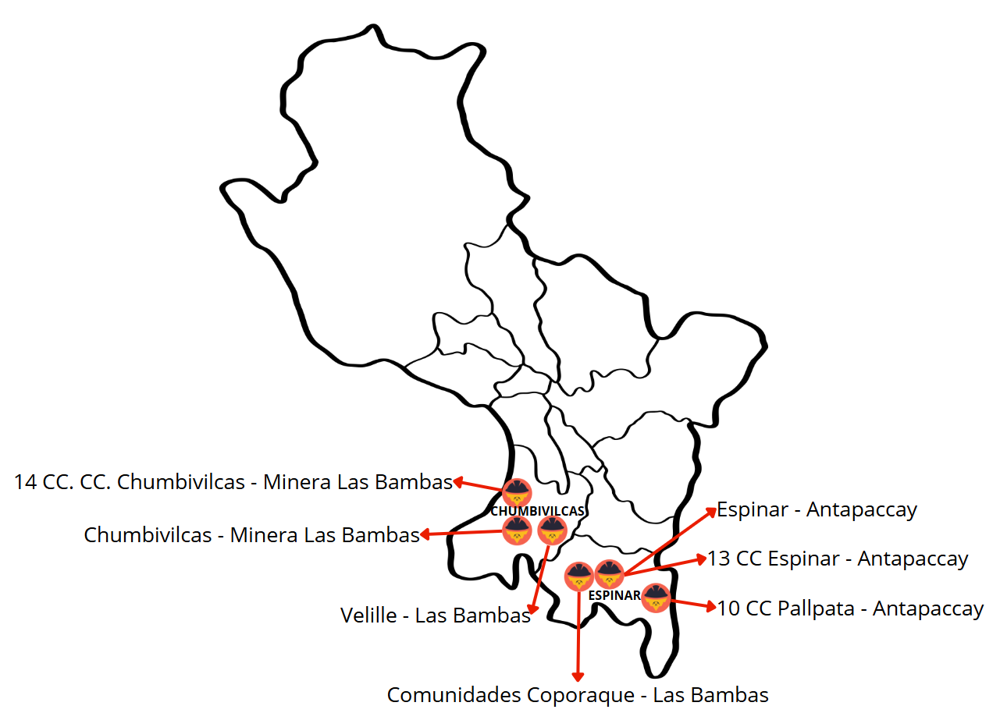 14 CC. CC. Chumbivilcas - Minera Las Bambas
CHUMBIVILCAS
Espinar - Antapaccay
Chumbivilcas - Minera Las Bambas
13 CC Espinar - Antapaccay
ESPINAR
10 CC Pallpata - Antapaccay
Velille - Las Bambas
Comunidades Coporaque - Las Bambas